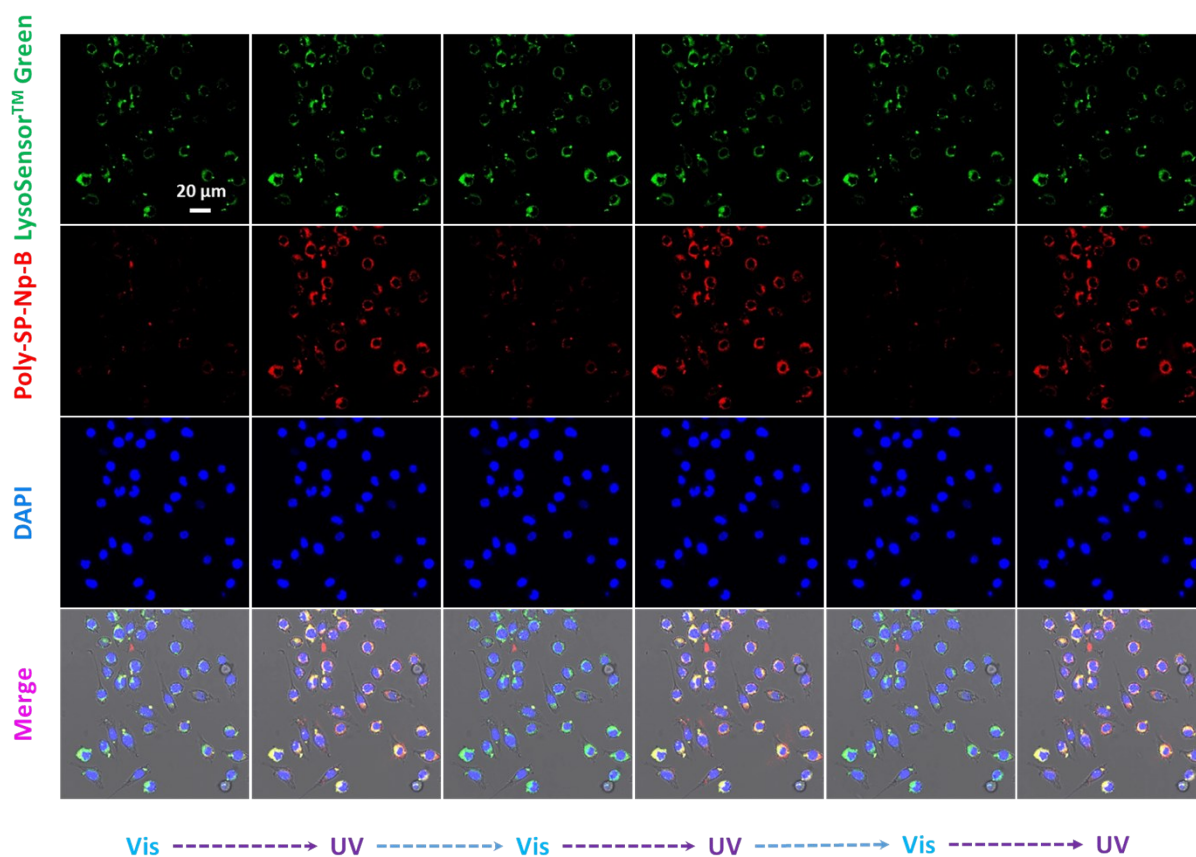 LysoSensor™ Green
20 μm
Poly-SP-Np-B
DAPI
Merge
Vis UV Vis UV Vis UV